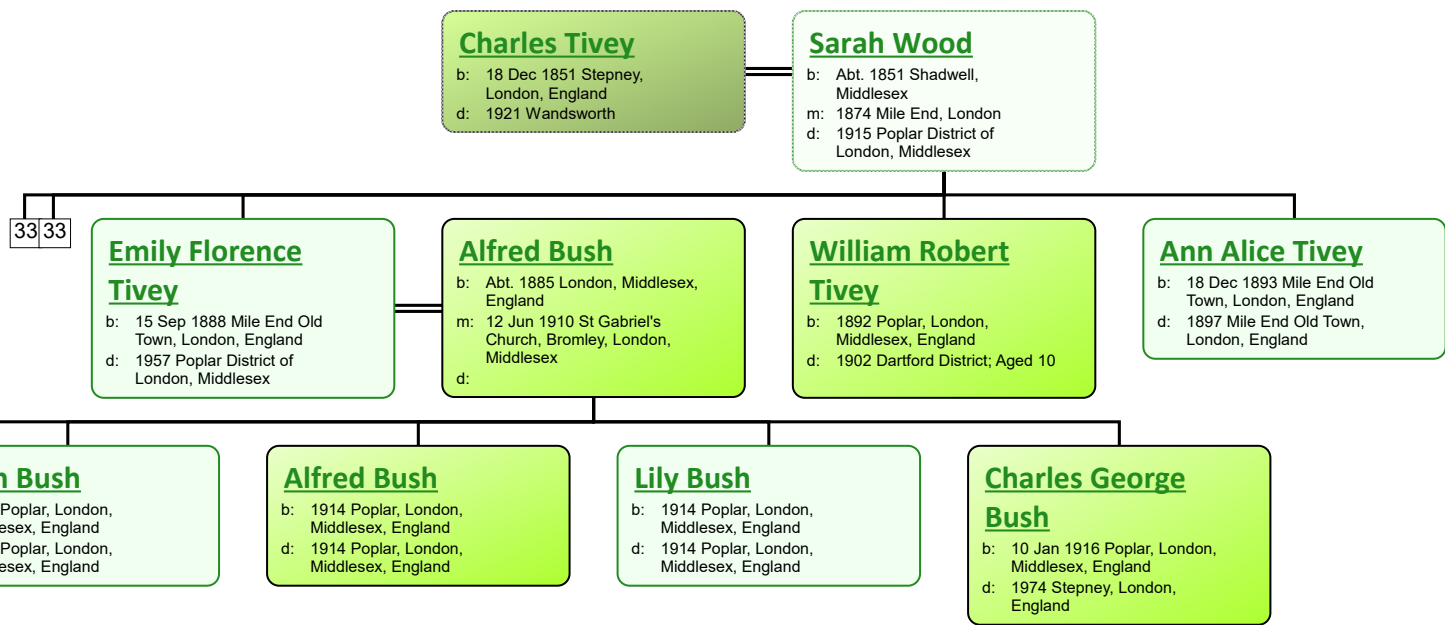 Charles Tivey
b: 18 Dec 1851 Stepney,
London, England
d: 1921 Wandsworth
Sarah Wood
b: Abt. 1851 Shadwell,
Middlesex
m: 1874 Mile End, London
d: 1915 Poplar District of
London, Middlesex
33 33
Emily Florence
Tivey
b: 15 Sep 1888 Mile End Old
Town, London, England
d: 1957 Poplar District of
London, Middlesex
Alfred Bush
b: Abt. 1885 London, Middlesex,
England
m: 12 Jun 1910 St Gabriel's
Church, Bromley, London,
Middlesex
d:
William Robert
Tivey
b: 1892 Poplar, London,
Middlesex, England
d: 1902 Dartford District; Aged 10
Ann Alice Tivey
b: 18 Dec 1893 Mile End Old
Town, London, England
d: 1897 Mile End Old Town,
London, England
Bush
Poplar, London,
England
Poplar, London,
England
Alfred Bush
b: 1914 Poplar, London,
Middlesex, England
d: 1914 Poplar, London,
Middlesex, England
Lily Bush
b: 1914 Poplar, London,
Middlesex, England
d: 1914 Poplar, London,
Middlesex, England
Charles George
Bush
b: 10 Jan 1916 Poplar, London,
Middlesex, England
d: 1974 Stepney, London,
England